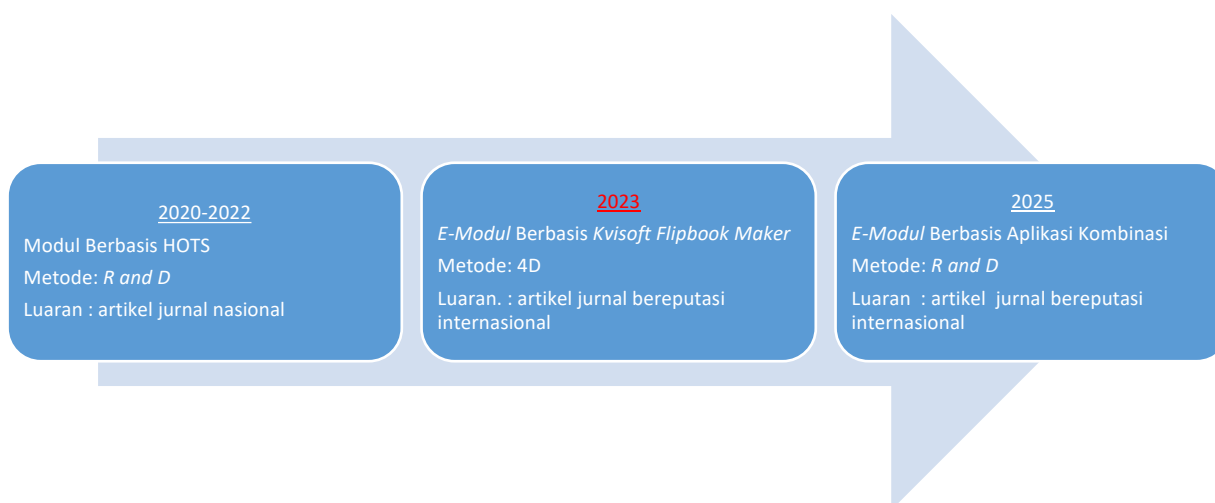 2020-2022
Modul Berbasis HOTS
Metode: R and D
Luaran : artikel jurnal nasional
2023
E-Modul Berbasis Kvisoft Flipbook Maker
Metode: 4D
Luaran. : artikel jurnal bereputasi
internasional
2025
E-Modul Berbasis Aplikasi Kombinasi
Metode: R and D
Luaran : artikel jurnal bereputasi
internasional